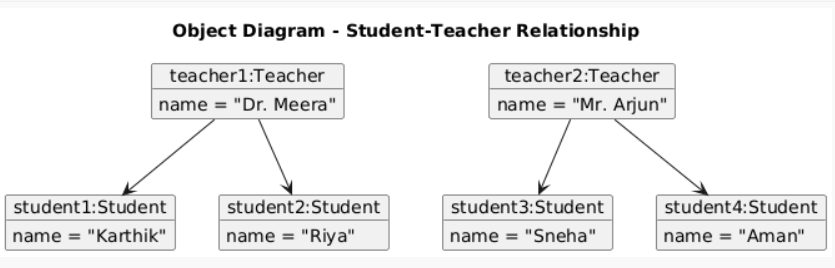 Object Diagram - Student-Teacher Relationship
teacher1:Teacher
name = "Dr. Meera"
teacher2:Teacher
name = "Mr. Arjun"
student1:Student
name = "Karthik"
student2:Student
name = "Riya"
student3:Student
name = "Sneha"
student4:Student
name = "Aman"